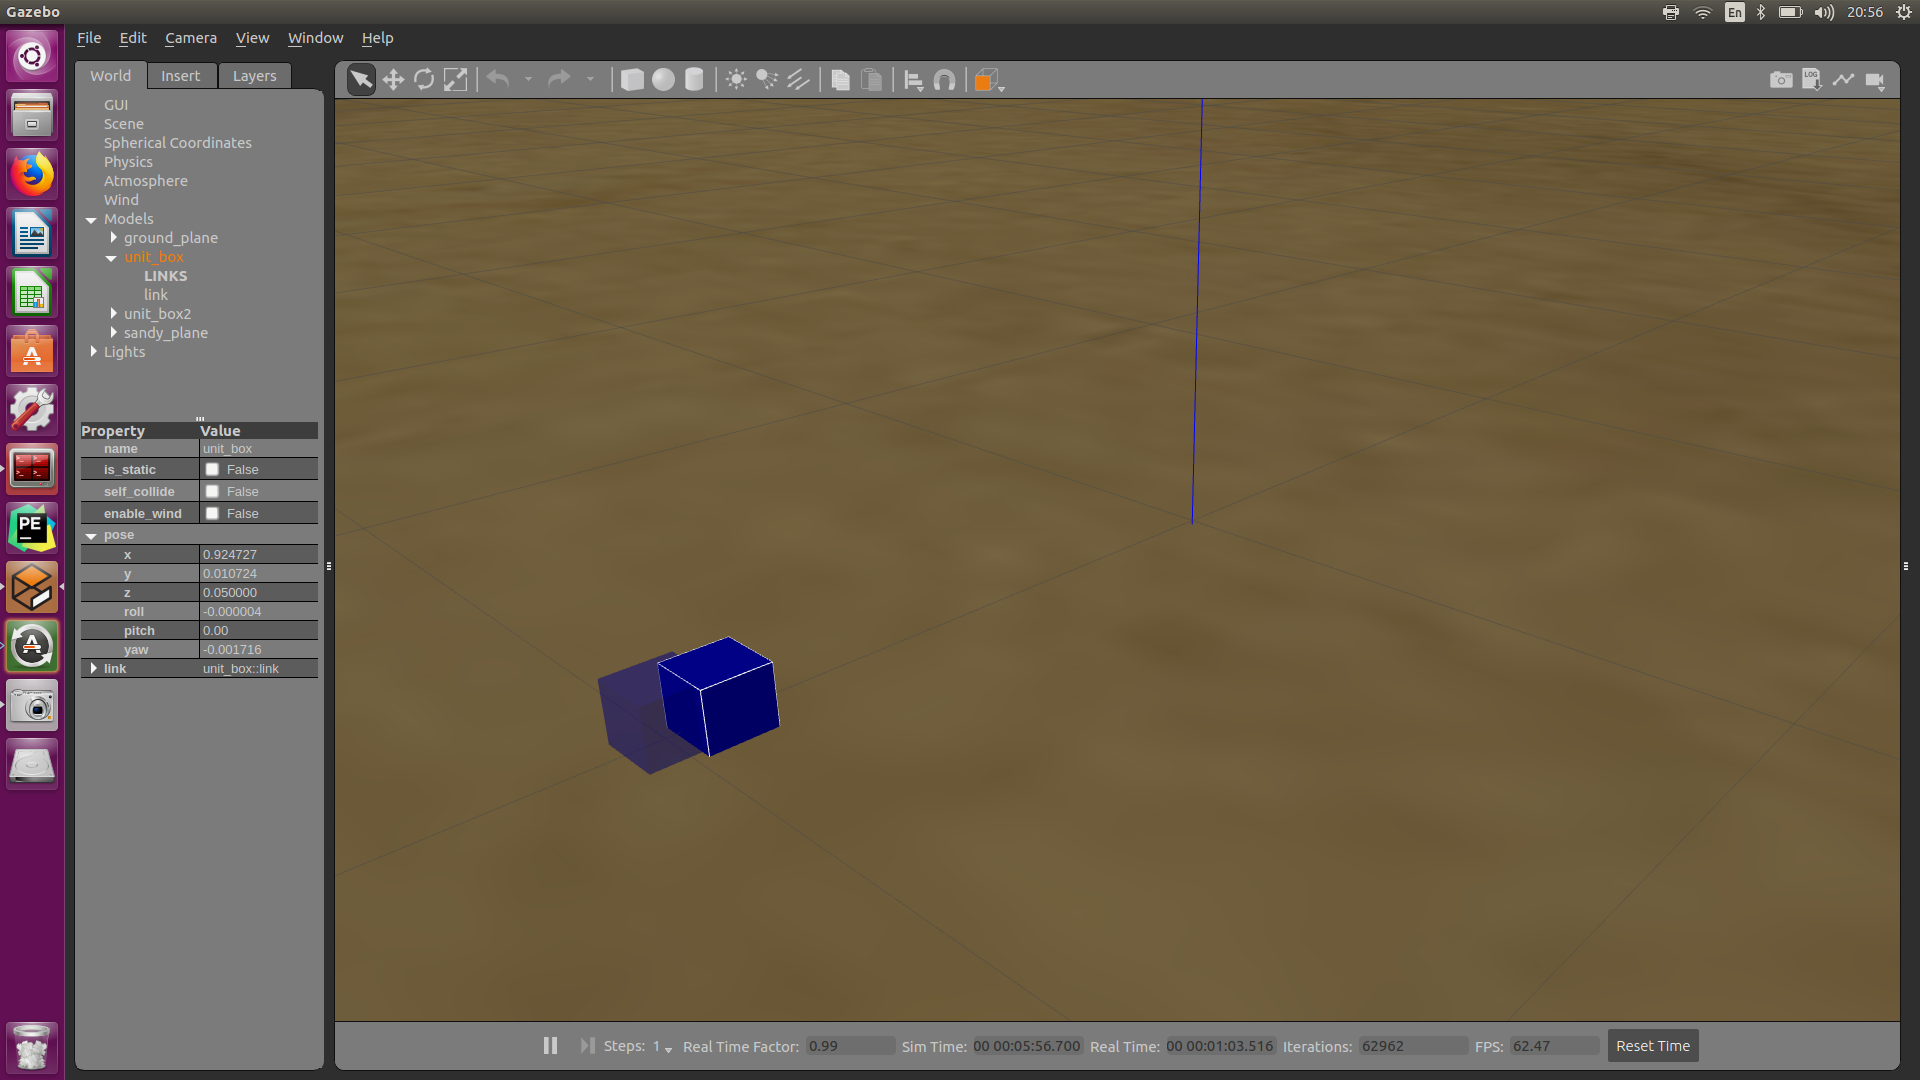 Gazebo
En
20:56
File Edit Camera View Window Help
World Insert Layers
LOG
GUI
Scene
Spherical Coordinates
Physics
Atmosphere
Wind
Models
ground_plane
unit_box
LINKS
link
unit_box2
sandy_plane
Lights
Property Value
name unit_box
is_static False
self_collide False
enable_wind False
pose
x 0.924727
y 0.010724
z 0.050000
roll -0.000004
pitch 0.00
yaw -0.001716
link unit_box::link
PE
Steps: 1 Real Time Factor: 0.99 Sim Time: 00 00:05:56.700 Real Time: 00 00:01:03.516 Iterations: 62962 FPS: 62.47 Reset Time